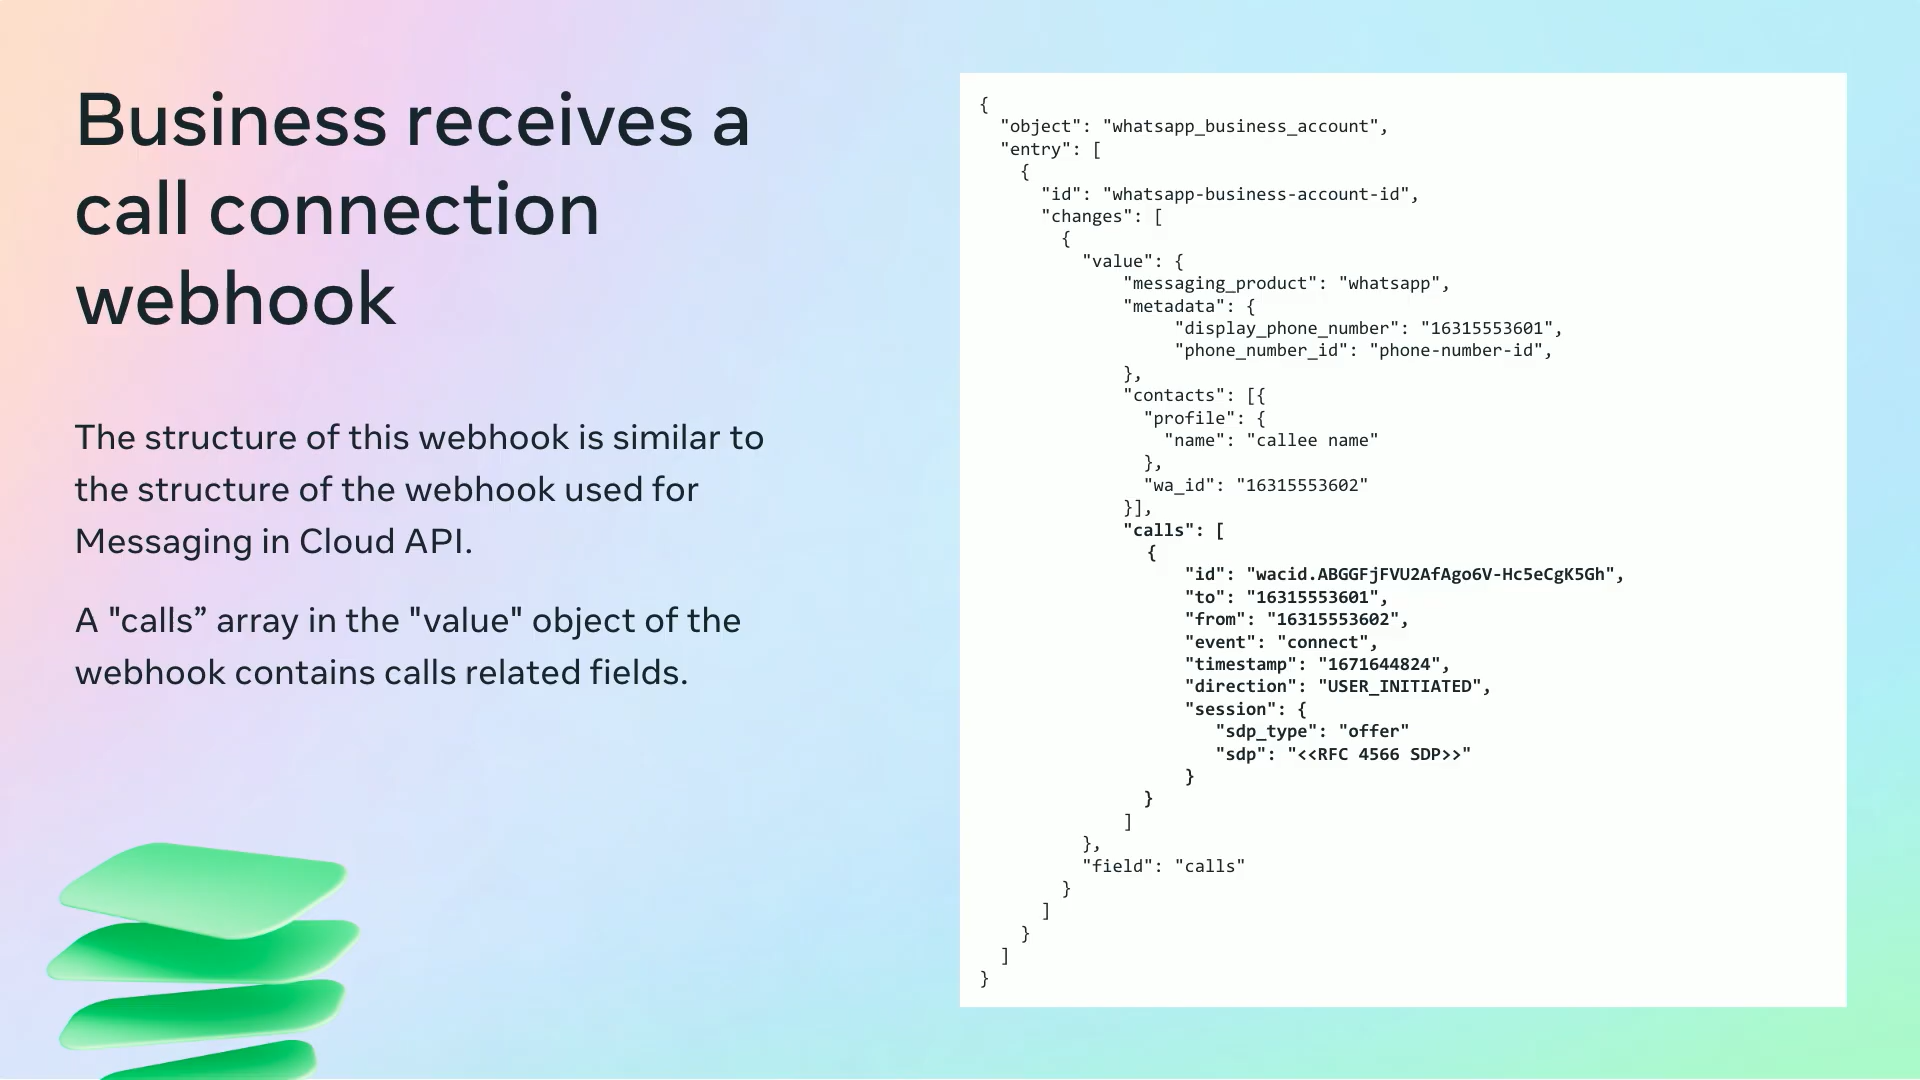 Business receives a
call connection
webhook
The structure of this webhook is similar to
the structure of the webhook used for
Messaging in Cloud API.
A "calls” array in the "value" object of the
webhook contains calls related fields.
{
  "object": "whatsapp_business_account",
  "entry": [
    {
      "id": "whatsapp-business-account-id",
      "changes": [
        {
          "value": {
              "messaging_product": "whatsapp",
              "metadata": {
                   "display_phone_number": "16315553601",
                   "phone_number_id": "phone-number-id",
              },
              "contacts": [{
                "profile": {
                  "name": "callee name"
                },
                "wa_id": "16315553602"
              }],
              "calls": [
                {
                    "id": "wacid.ABGGFjFVU2AfAgo6V-Hc5eCgK5Gh",
                    "to": "16315553601",
                    "from": "16315553602",
                    "event": "connect",
                    "timestamp": "1671644824",
                    "direction": "USER_INITIATED",
                    "session": {
                       "sdp_type": "offer"
                       "sdp": "<<RFC 4566 SDP>>"
                    }
                }
              ]
          },
          "field": "calls"
        }
      ]
    }
  ]
}